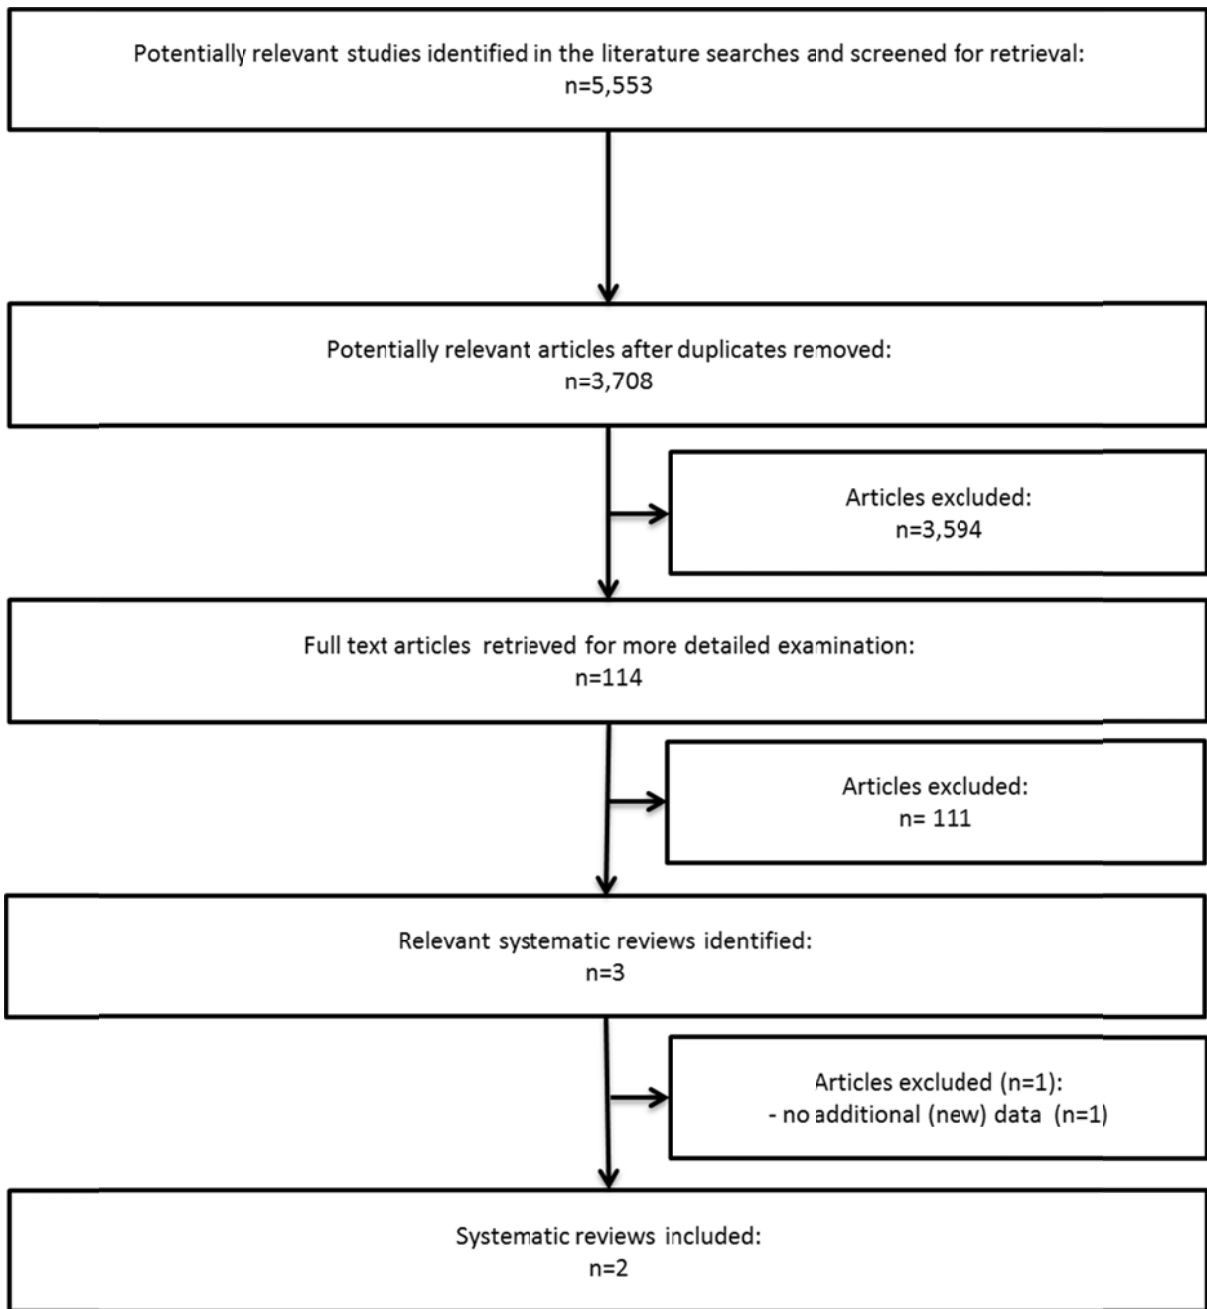 Potentially relevant studies identified in the literature searches and screened for retrieval:
n=5,553
Potentially relevant articles after duplicates removed:
n=3,708
Articles excluded:
n=3,594
Full text articles retrieved for more detailed examination:
n=114
Articles excluded:
n= 111
Relevant systematic reviews identified:
n=3
Articles excluded (n=1):
- no additional (new) data (n=1)
Systematic reviews included:
n=2